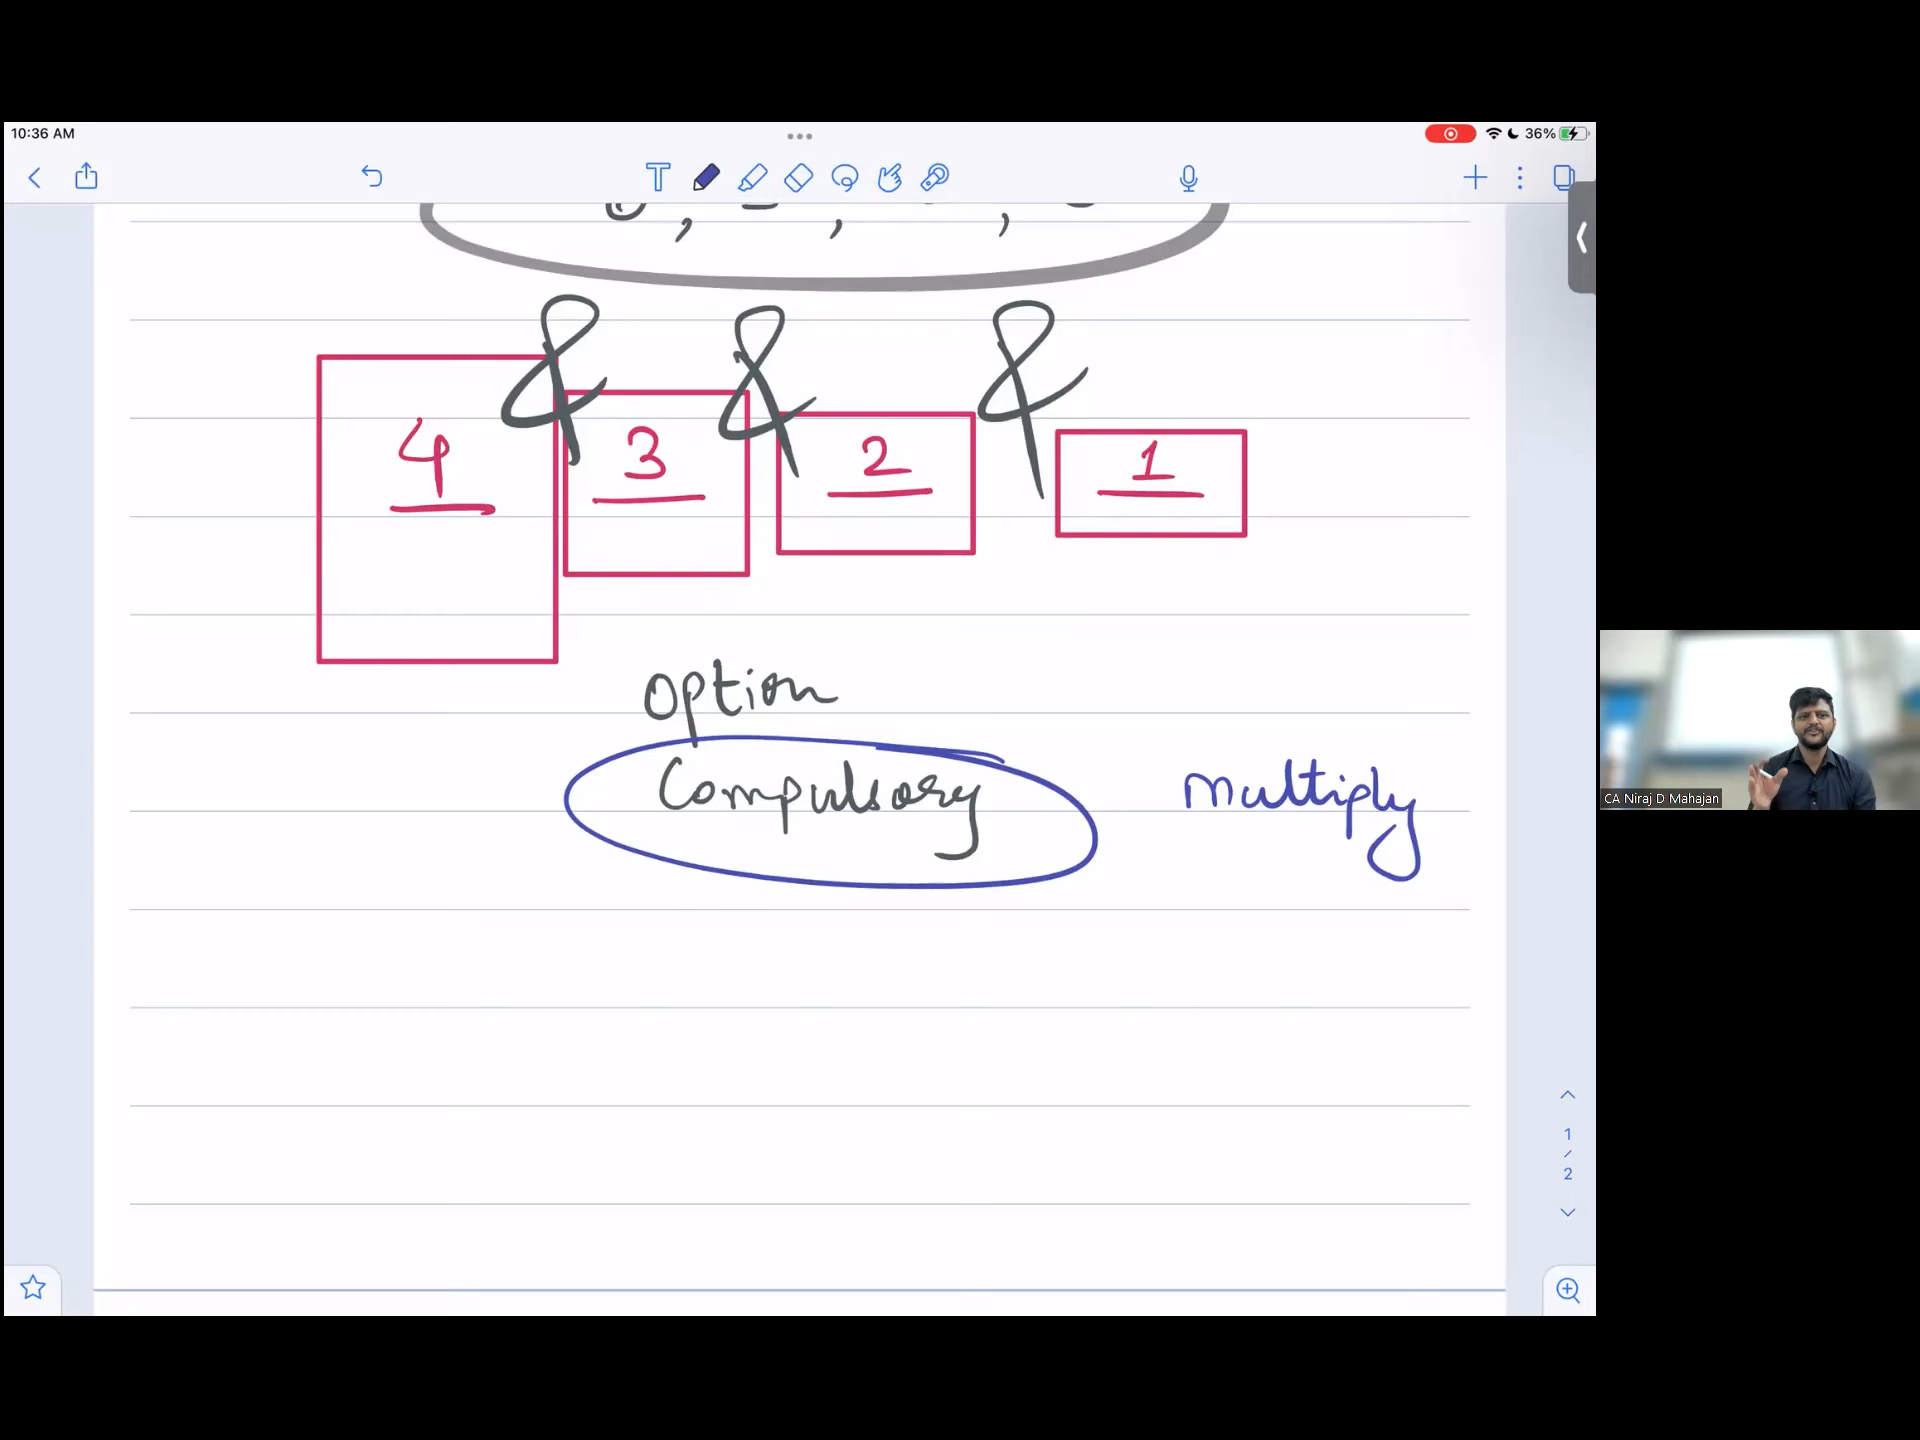 10:36 AM
36%
T
, , ,
& & &
4 3 2 1
option
Compulsory multiply
CA Niraj D Mahajan
1
/
2